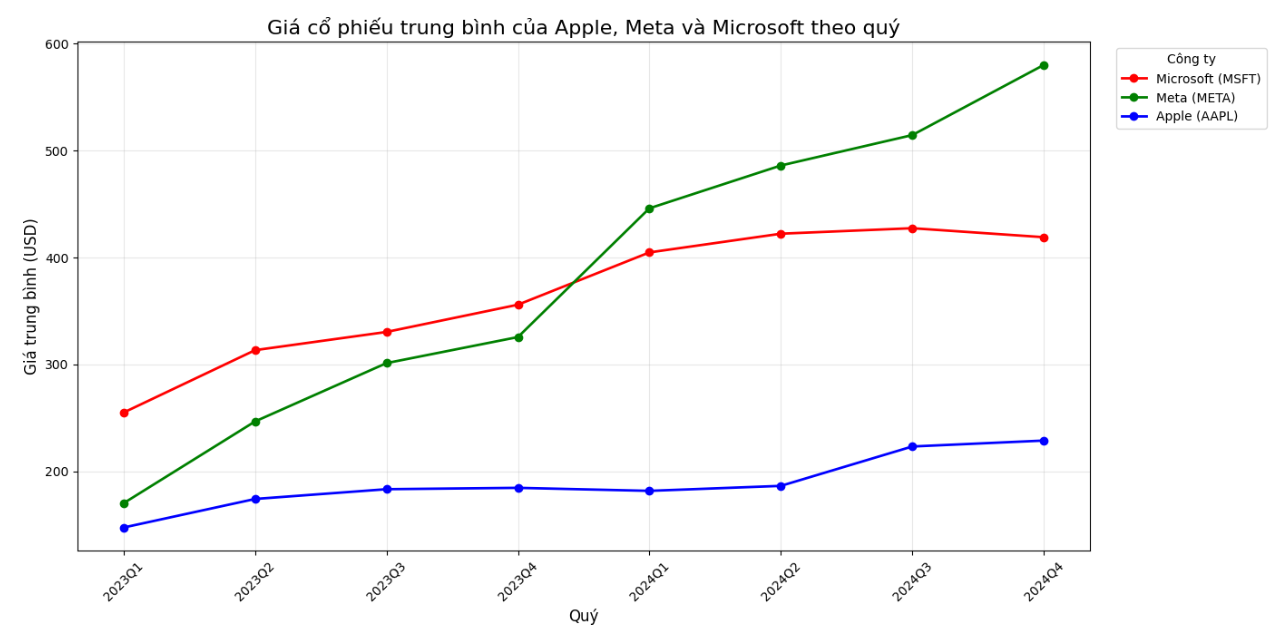 Giá cổ phiếu trung bình của Apple, Meta và Microsoft theo quý
Giá trung bình (USD)
600
500
400
300
200
2023Q1
2023Q2
2023Q3
2023Q4
2024Q1
2024Q2
2024Q3
2024Q4
Quý
Công ty
Microsoft (MSFT)
Meta (META)
Apple (AAPL)